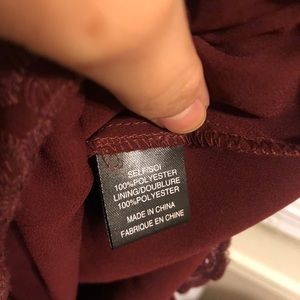 SELF/SOI
100%POLYESTER
LINING/DOUBLURE
100%POLYESTER
MADE IN CHINA
FABRIQUE EN CHINE